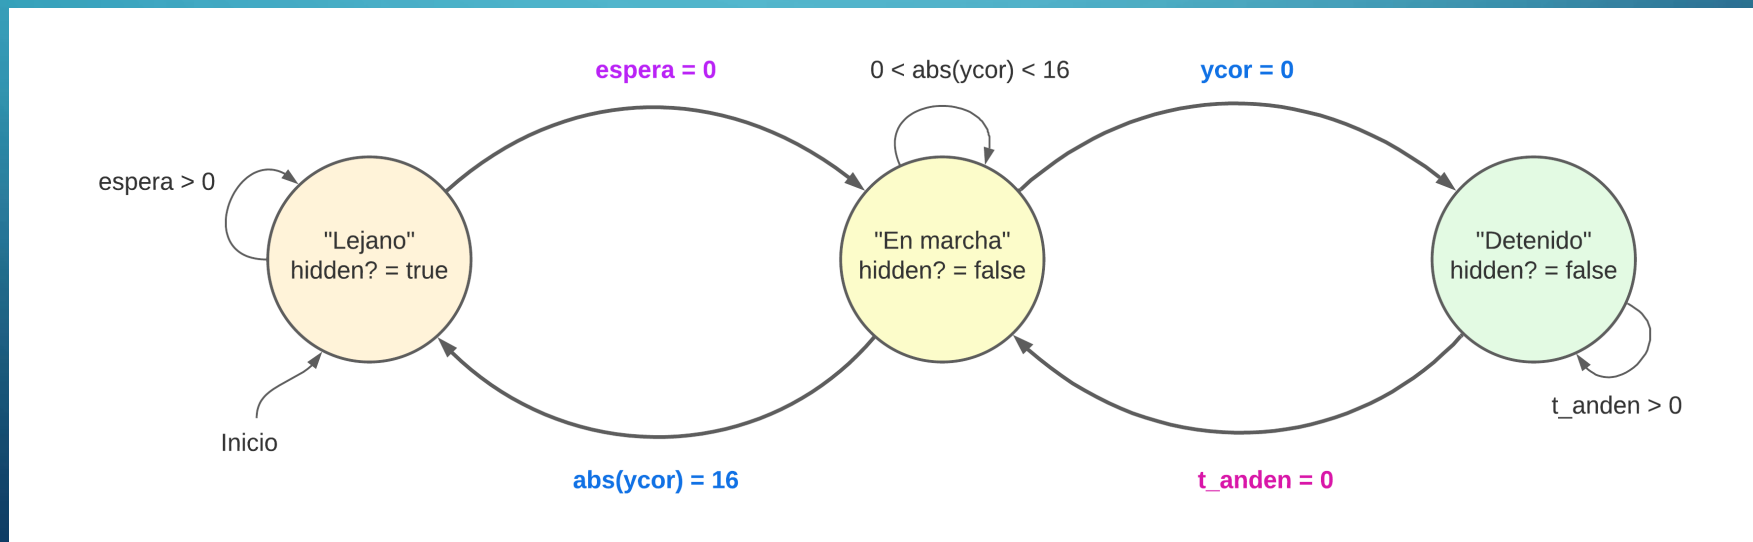 espera = 0
0 < abs(ycor) < 16
ycor = 0
espera > 0
"Lejano"
hidden? = true
"En marcha"
hidden? = false
"Detenido"
hidden? = false
t_anden > 0
Inicio
abs(ycor) = 16
t_anden = 0